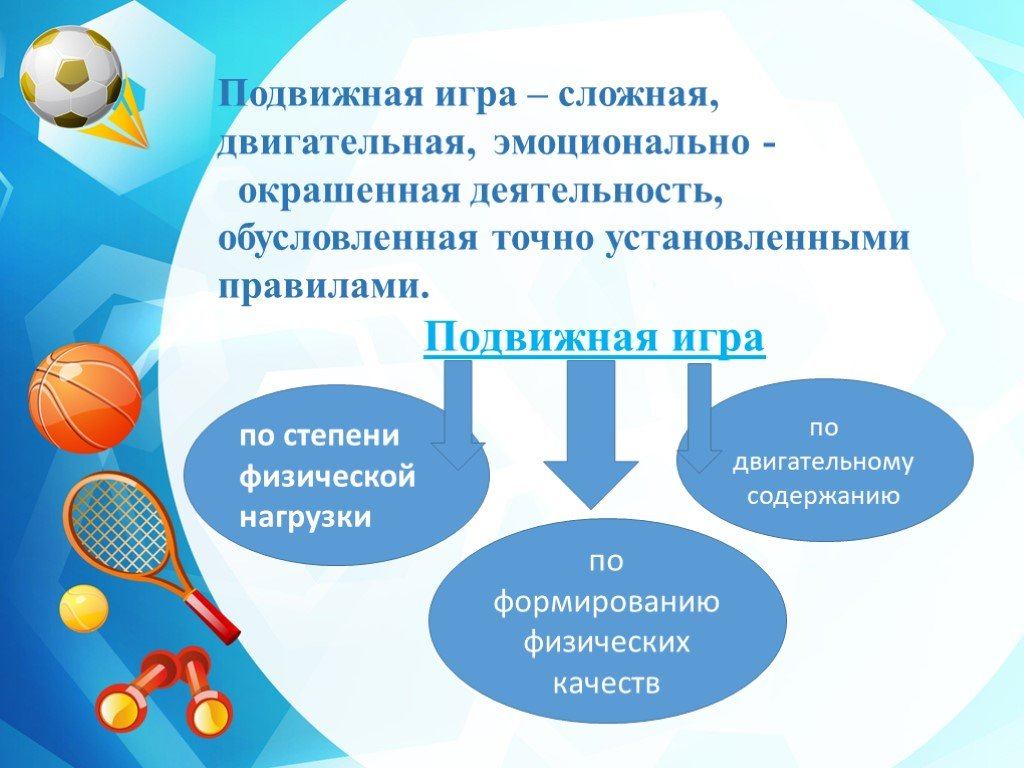 Подвижная игра – сложная,
двигательная, эмоционально -
окрашенная деятельность,
обусловленная точно установленными
правилами.
Подвижная игра
по степени
физической
нагрузки
по
двигательному
содержанию
по
формированию
физических
качеств